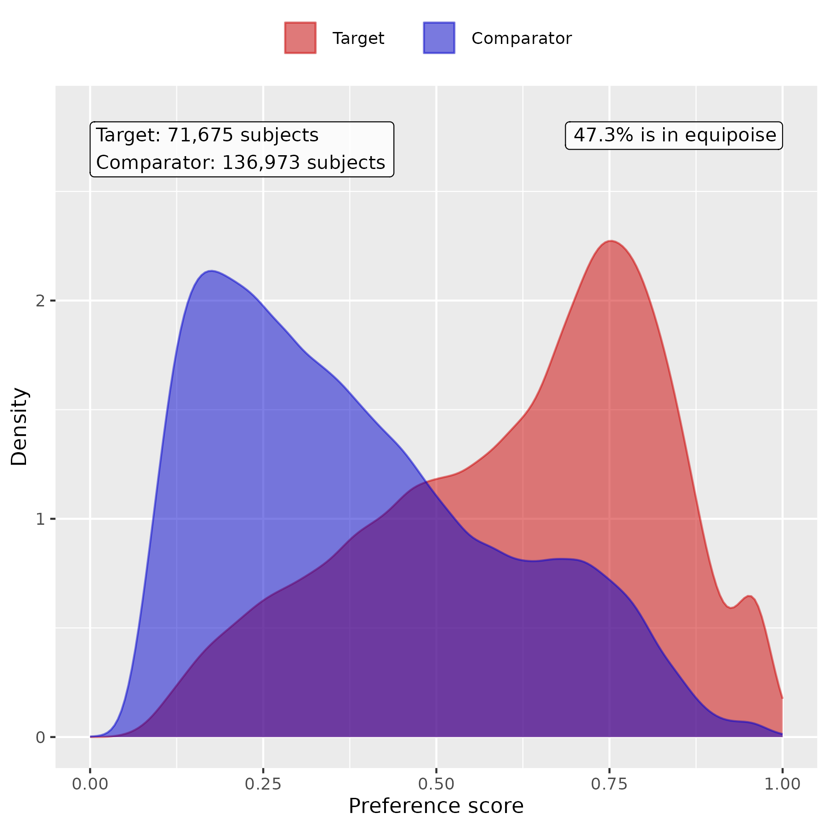 Target
Comparator
Target: 71,675 subjects
Comparator: 136,973 subjects
47.3% is in equipoise
Density
2
1
0
0.00
0.25
0.50
0.75
1.00
Preference score